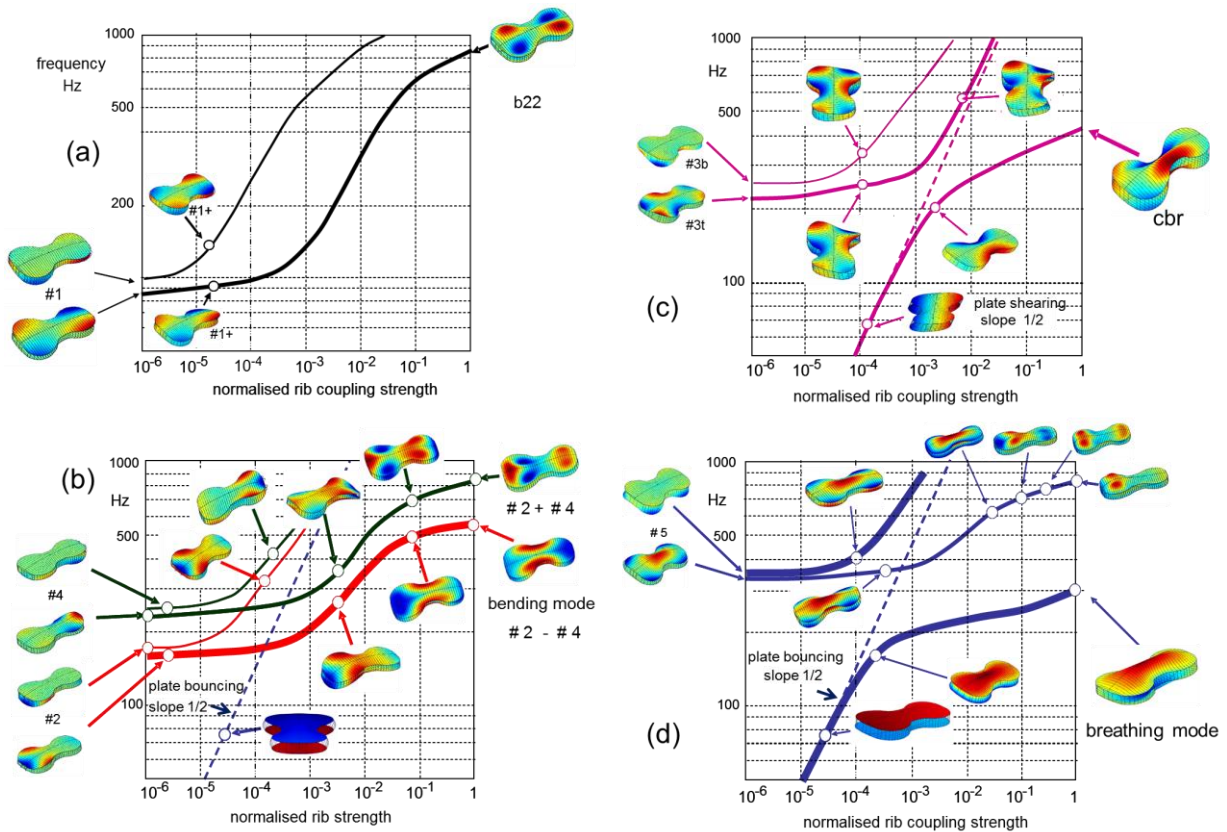 (a)
1000
frequency
Hz
500
200
#1+
#1
#1+
b22
10-6
10-5
10-4
10-3
10-2
10-1
1
normalised rib coupling strength
(c)
1000
Hz
500
#3b
#3t
100
cbr
plate shearing
slope 1/2
10-6
10-5
10-4
10-3
10-2
10-1
1
normalised rib coupling strength
(b)
1000
Hz
500
#4
#2
100
plate bouncing
slope 1/2
# 2 + # 4
bending mode
# 2 - # 4
10-6
10-5
10-4
10-3
10-2
10-1
1
normalised rib strength
(d)
1000
Hz
500
# 5
100
plate bouncing
slope 1/2
breathing mode
10-6
10-5
10-4
10-3
10-2
10-1
1
normalised rib coupling strength